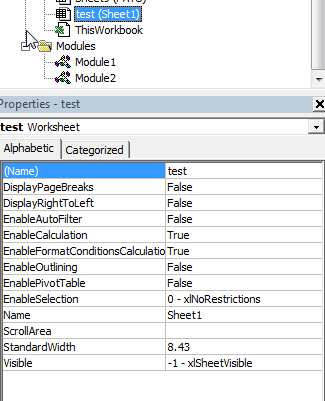 test (Sheet1)
ThisWorkbook
Modules
Module1
Module2
Properties - test
test Worksheet
Alphabetic Categorized
(Name) test
DisplayPageBreaks False
DisplayRightToLeft False
EnableAutoFilter False
EnableCalculation True
EnableFormatConditionsCalculatio True
EnableOutlining False
EnablePivotTable False
EnableSelection 0 - xlNoRestrictions
Name Sheet1
ScrollArea
StandardWidth 8.43
Visible -1 - xlSheetVisible